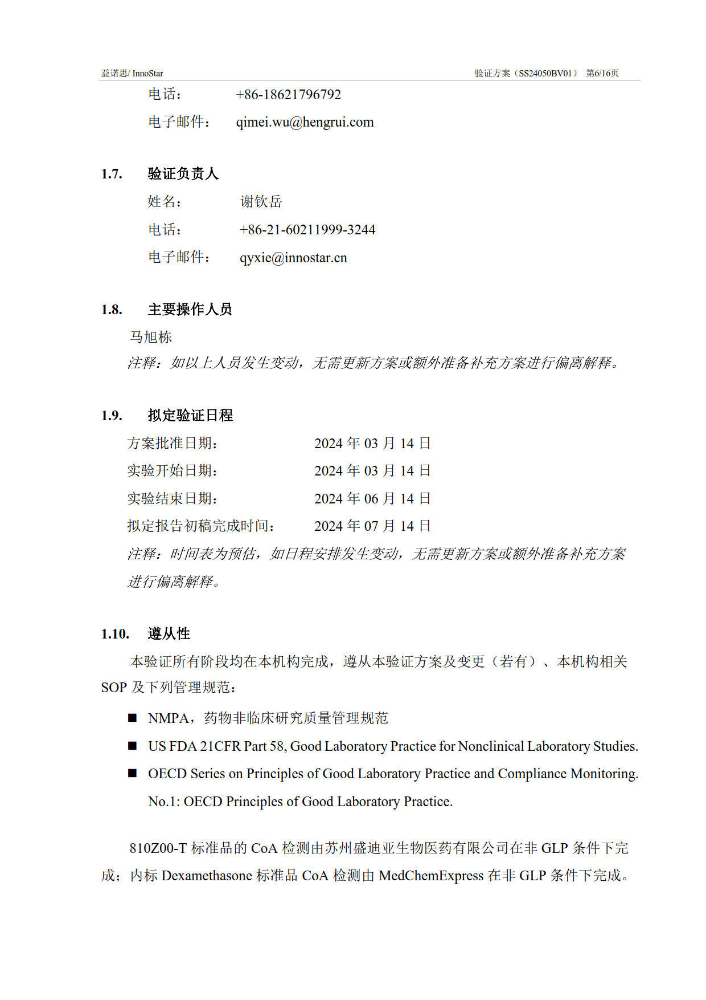 益诺思/ InnoStar 验证方案（SS24050BV01） 第6/16页
电话： +86-18621796792
电子邮件： qimei.wu@hengrui.com
1.7. 验证负责人
姓名： 谢钦岳
电话： +86-21-60211999-3244
电子邮件： qyxie@innostar.cn
1.8. 主要操作人员
马旭栋
注释：如以上人员发生变动，无需更新方案或额外准备补充方案进行偏离解释。
1.9. 拟定验证日程
方案批准日期： 2024 年 03 月 14 日
实验开始日期： 2024 年 03 月 14 日
实验结束日期： 2024 年 06 月 14 日
拟定报告初稿完成时间： 2024 年 07 月 14 日
注释：时间表为预估，如日程安排发生变动，无需更新方案或额外准备补充方案
进行偏离解释。
1.10. 遵从性
本验证所有阶段均在本机构完成，遵从本验证方案及变更（若有）、本机构相关
SOP 及下列管理规范：
■ NMPA，药物非临床研究质量管理规范
■ US FDA 21CFR Part 58, Good Laboratory Practice for Nonclinical Laboratory Studies.
■ OECD Series on Principles of Good Laboratory Practice and Compliance Monitoring.
No.1: OECD Principles of Good Laboratory Practice.
810Z00-T 标准品的 CoA 检测由苏州盛迪亚生物医药有限公司在非 GLP 条件下完
成；内标 Dexamethasone 标准品 CoA 检测由 MedChemExpress 在非 GLP 条件下完成。